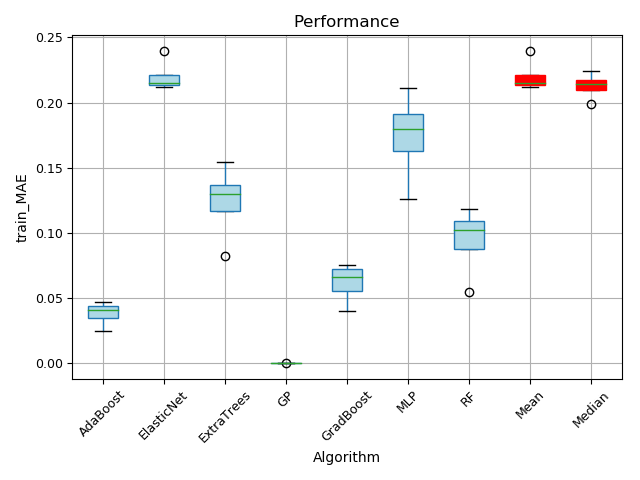 Performance
0.25
0.20
0.15
0.10
0.05
0.00
train_MAE
AdaBoost
ElasticNet
ExtraTrees
GP
GradBoost
MLP
RF
Mean
Median
Algorithm